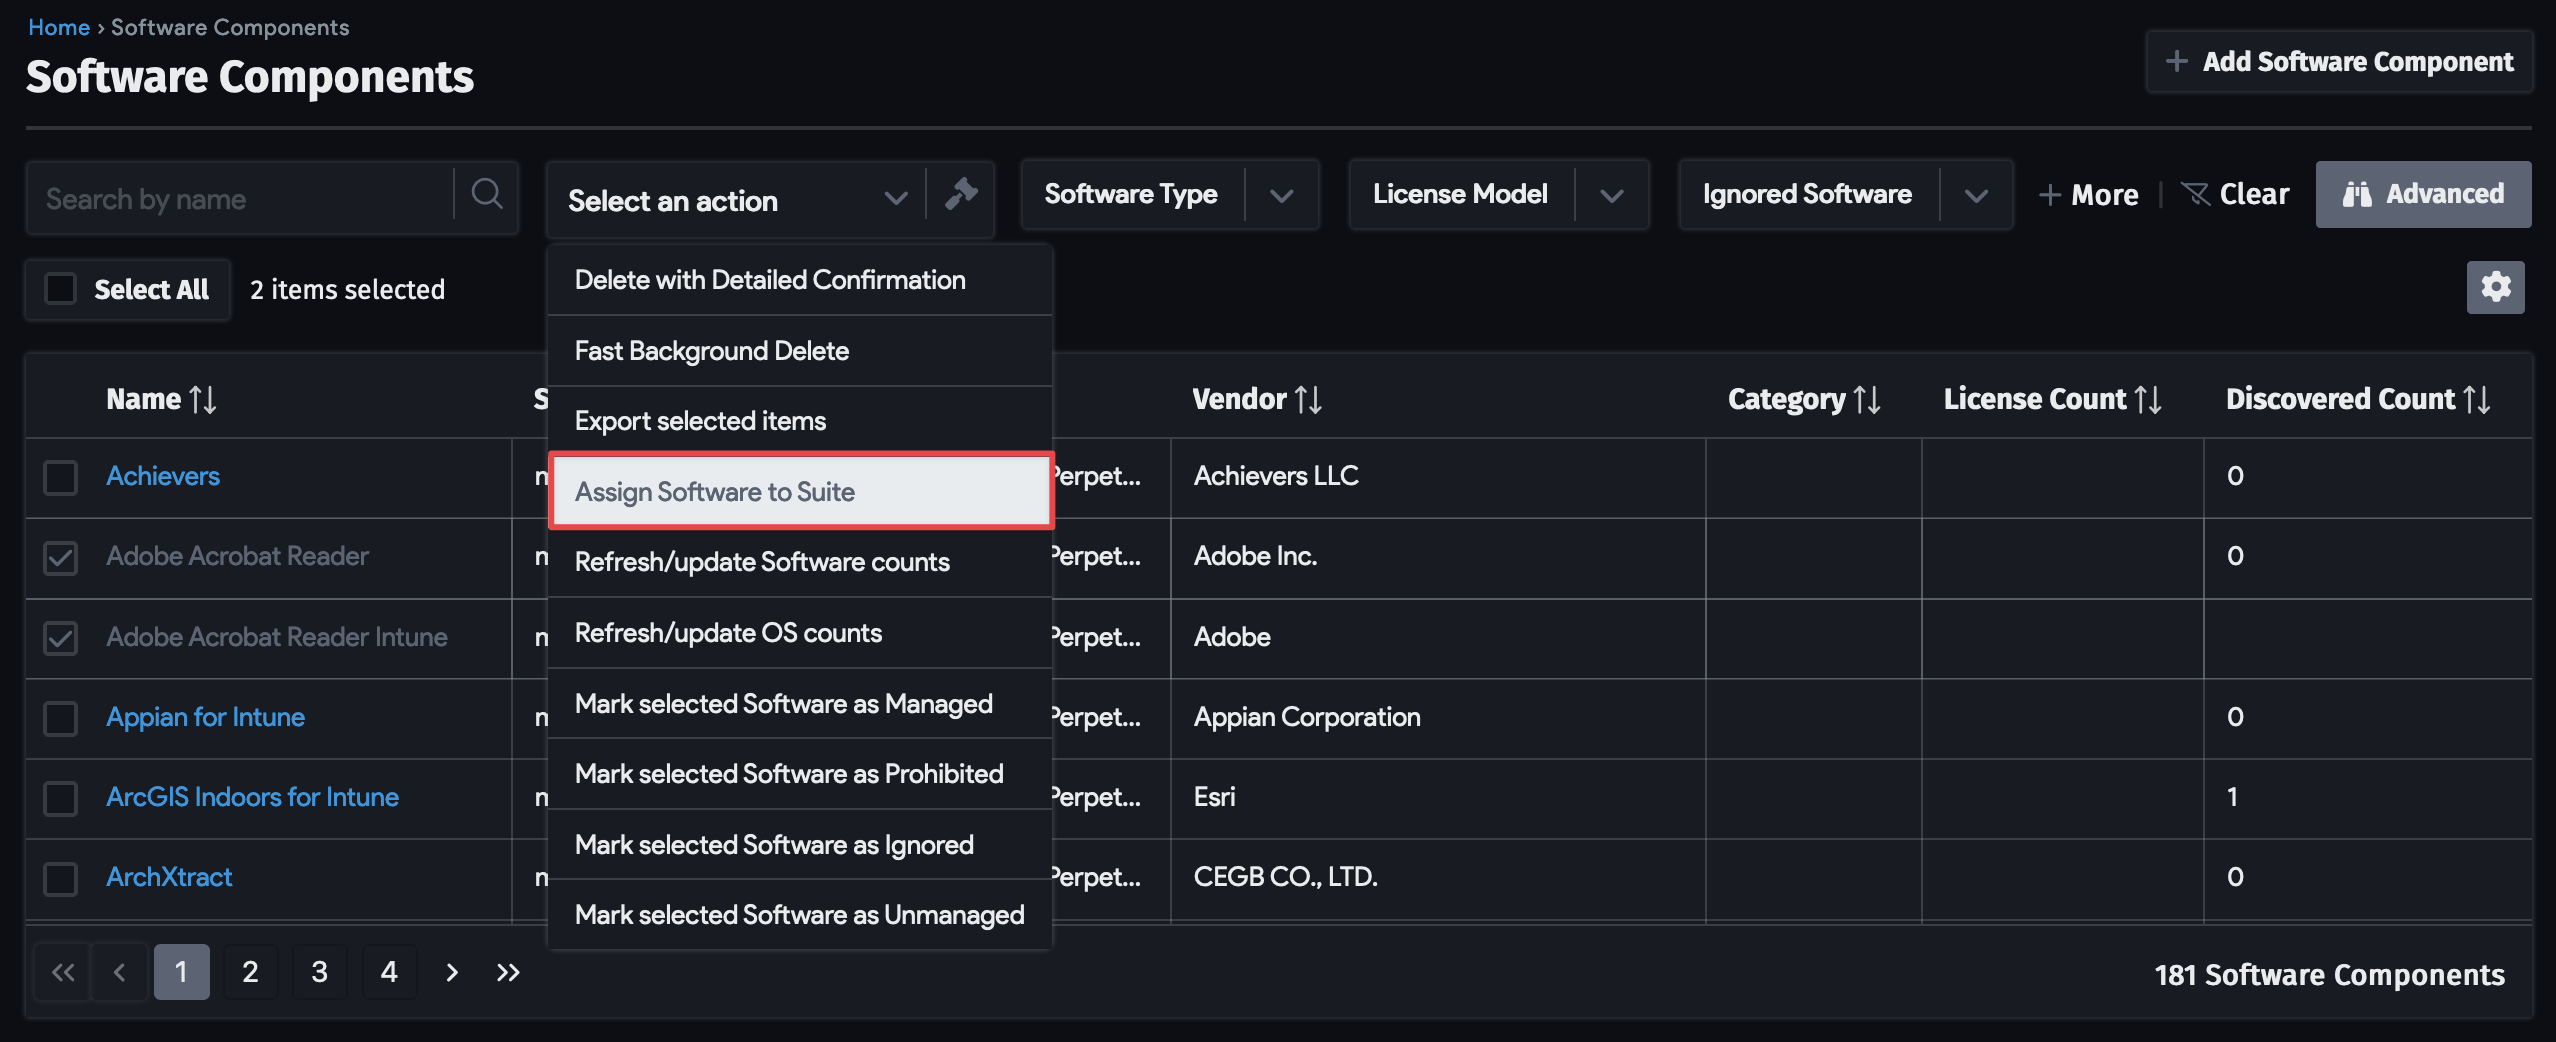 Home › Software Components
Software Components
Add Software Component
Search by name
Select an action
Software Type
License Model
Ignored Software
More
Clear
Advanced
Select All
2 items selected
Delete with Detailed Confirmation
Fast Background Delete
Export selected items
Assign Software to Suite
Refresh/update Software counts
Refresh/update OS counts
Mark selected Software as Managed
Mark selected Software as Prohibited
Mark selected Software as Ignored
Mark selected Software as Unmanaged
Name Vendor Category License Count Discovered Count
Achievers Perpet... Achievers LLC 0
Adobe Acrobat Reader Perpet... Adobe Inc. 0
Adobe Acrobat Reader Intune Perpet... Adobe
Appian for Intune Perpet... Appian Corporation 0
ArcGIS Indoors for Intune Perpet... Esri 1
ArchXtract Perpet... CEGB CO., LTD. 0
1 2 3 4
181 Software Components